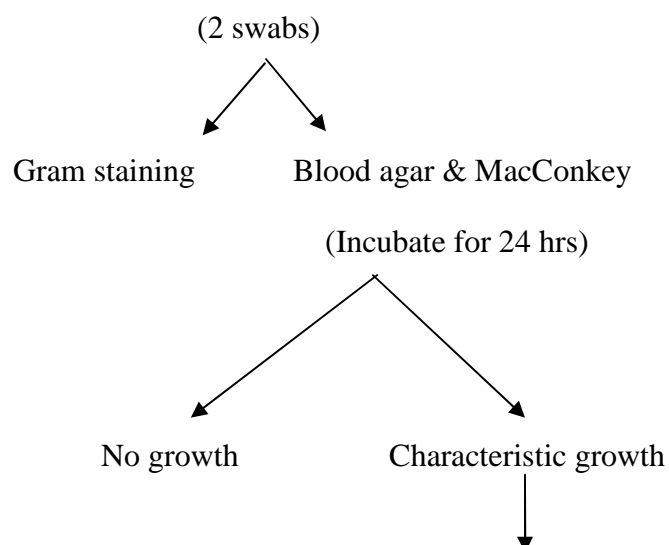 (2 swabs)
Gram staining Blood agar & MacConkey
(Incubate for 24 hrs)
No growth Characteristic growth